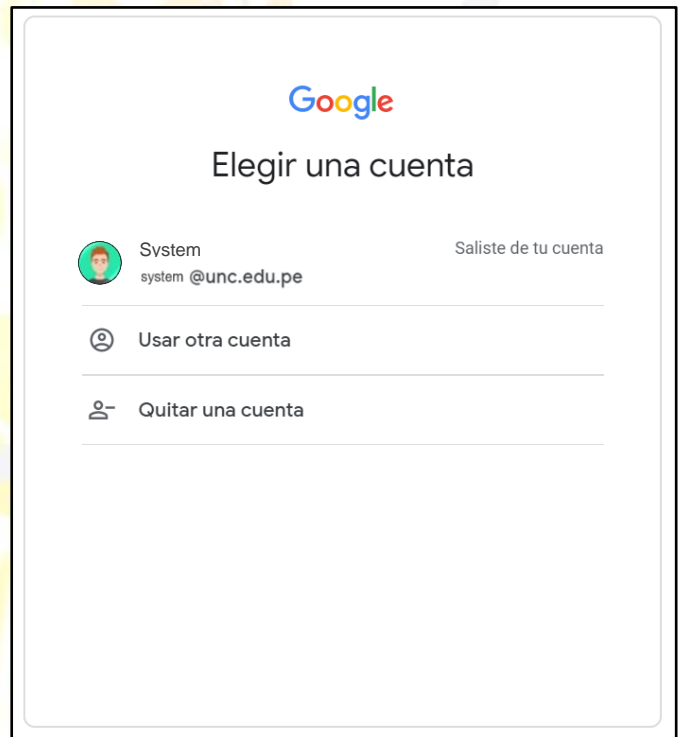 Google
Elegir una cuenta
System Saliste de tu cuenta
system @unc.edu.pe
Usar otra cuenta
Quitar una cuenta